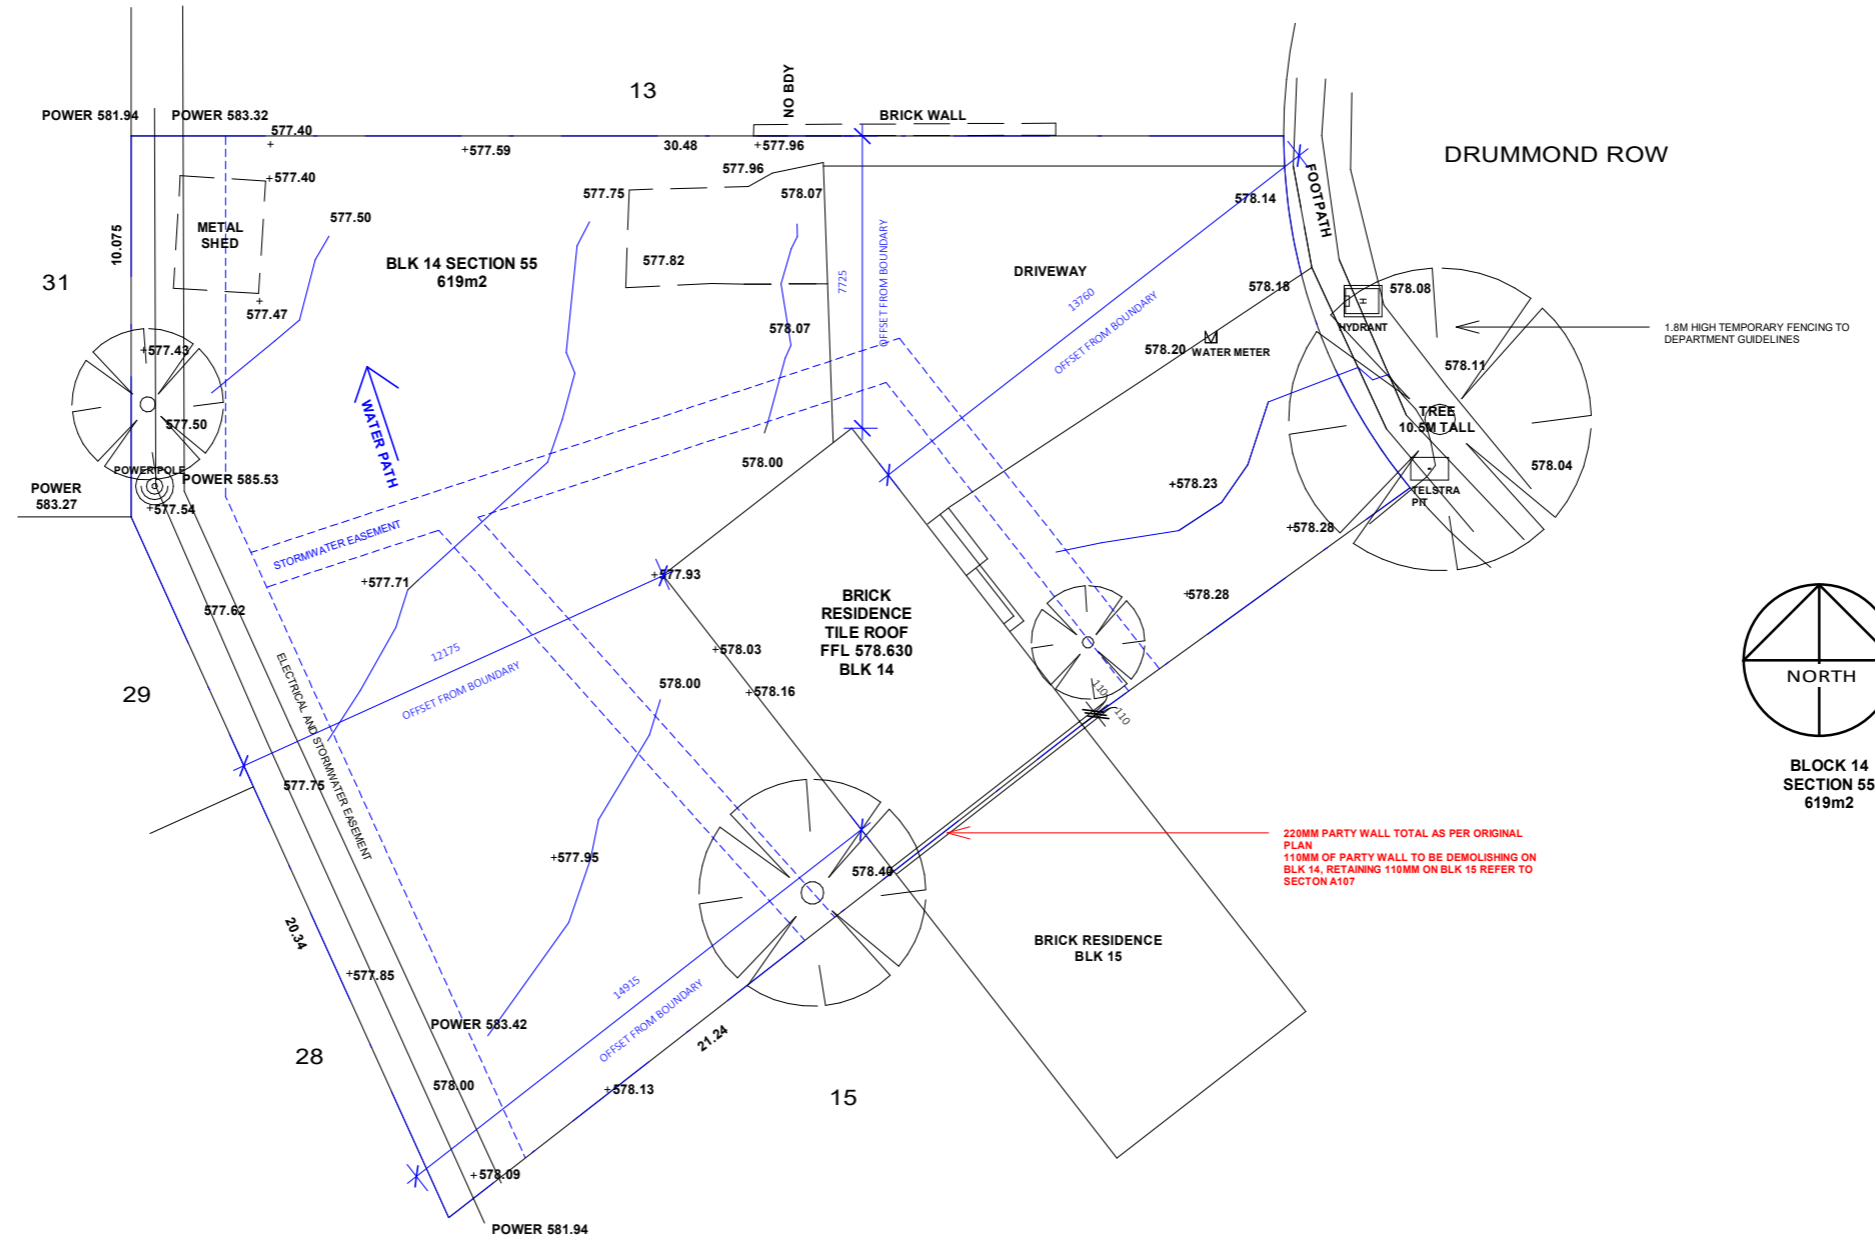 13
NO BDY
POWER 581.94
POWER 583.32
BRICK WALL
577.40
+577.59
30.48
+577.96
DRUMMOND ROW
577.96
+577.40
577.75
578.07
578.14
FOOTPATH
577.50
METAL
SHED
10.075
BLK 14 SECTION 55
619m2
577.82
7725
OFFSET FROM BOUNDARY
DRIVEWAY
13760
OFFSET FROM BOUNDARY
31
578.18
578.08
H
HYDRANT
577.47
578.07
1.8M HIGH TEMPORARY FENCING TO
DEPARTMENT GUIDELINES
+577.43
578.20
WATER METER
578.11
WATER PATH
577.50
TREE
10.5M TALL
POWER POLE
POWER 585.53
578.00
578.04
POWER
583.27
+577.54
+578.23
TELSTRA
PIT
STORMWATER EASEMENT
+578.28
+577.71
+577.93
+578.28
577.62
BRICK
RESIDENCE
TILE ROOF
FFL 578.630
BLK 14
12175
OFFSET FROM BOUNDARY
+578.03
578.00
+578.16
NORTH
29
ELECTRICAL AND STORMWATER EASEMENT
110
110
577.75
BLOCK 14
SECTION 55
619m2
+577.95
578.40
220MM PARTY WALL TOTAL AS PER ORIGINAL
PLAN
110MM OF PARTY WALL TO BE DEMOLISHING ON
BLK 14, RETAINING 110MM ON BLK 15 REFER TO
SECTON A107
20.34
BRICK RESIDENCE
BLK 15
+577.85
14915
OFFSET FROM BOUNDARY
POWER 583.42
21.24
28
578.00
+578.13
15
+578.09
POWER 581.94